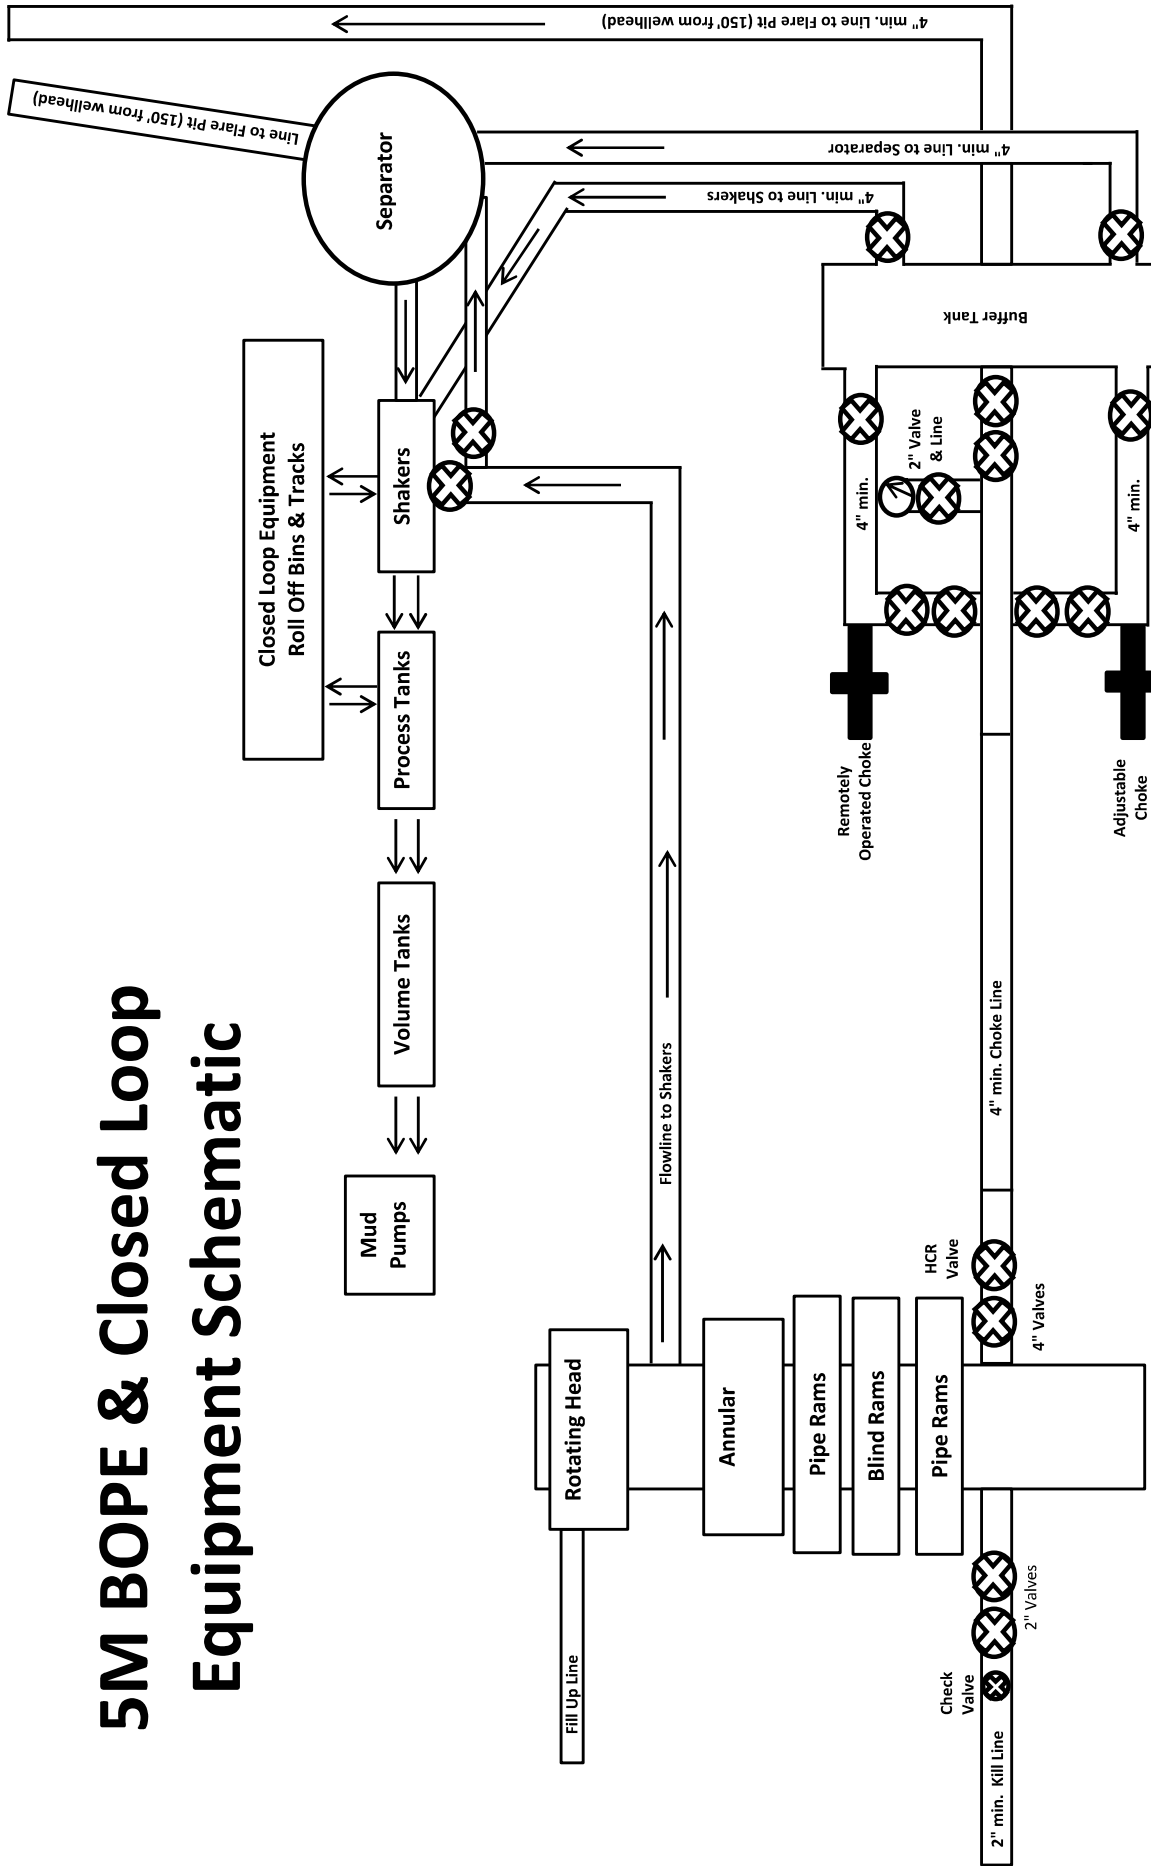 5M BOPE & Closed Loop
Equipment Schematic
Closed Loop Equipment
Roll Off Bins & Tracks
Mud
Pumps
Volume Tanks
Process Tanks
Shakers
Separator
Line to Flare Pit (150' from wellhead)
4" min. Line to Flare Pit (150' from wellhead)
4" min. Line to Separator
4" min. Line to Shakers
Fill Up Line
Rotating Head
Flowline to Shakers
Annular
Pipe Rams
Blind Rams
Pipe Rams
Remotely
Operated Choke
4" min.
2" Valve
& Line
Buffer Tank
Check
Valve
HCR
Valve
2" min. Kill Line
4" min. Choke Line
2" Valves
4" Valves
Adjustable
Choke
4" min.